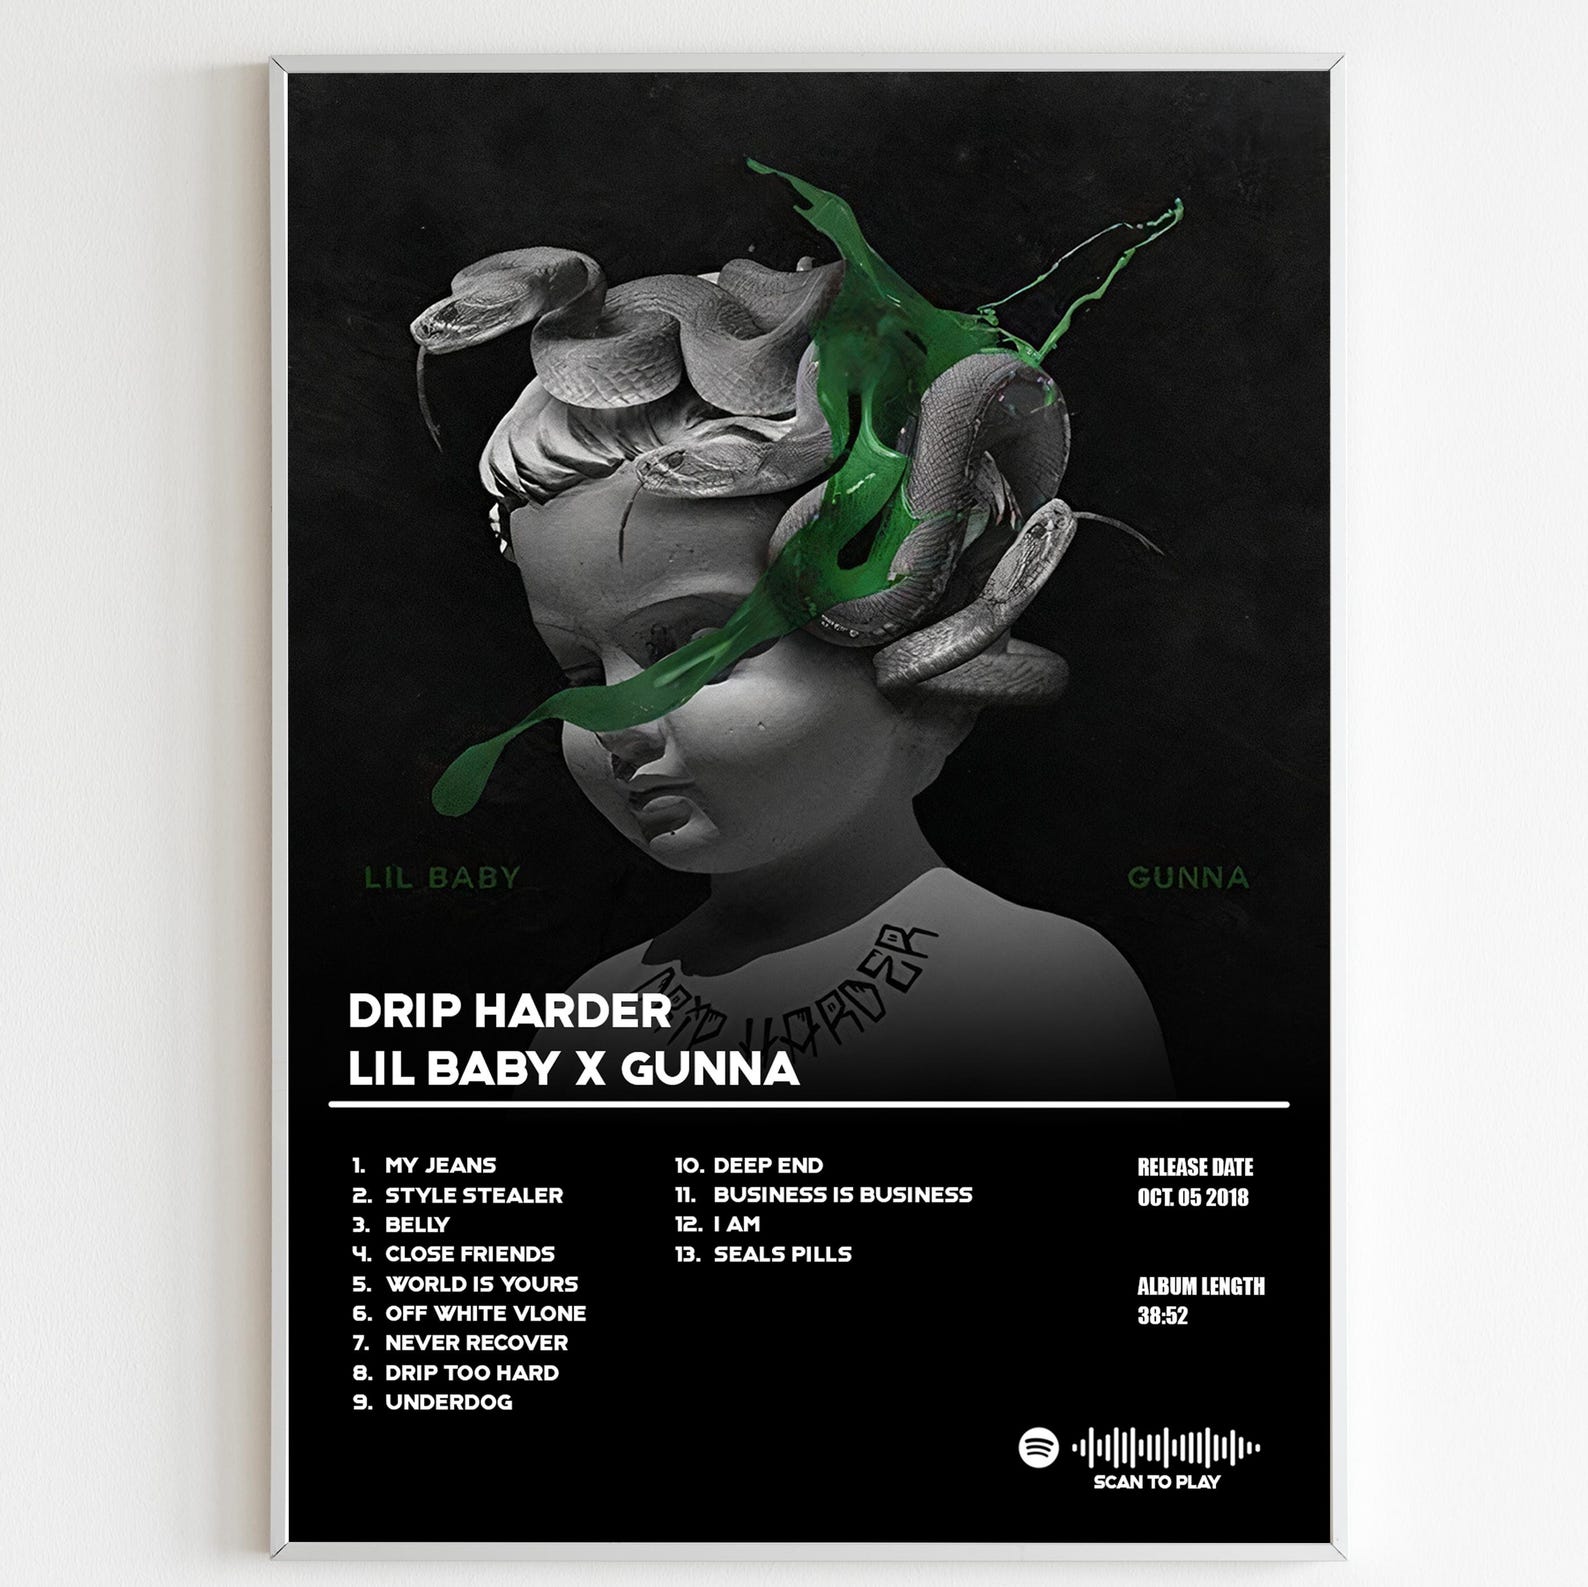 LIL BABY
GUNNA
DRIP HARDER
DRIP HARDER
LIL BABY X GUNNA
1. MY JEANS
2. STYLE STEALER
3. BELLY
4. CLOSE FRIENDS
5. WORLD IS YOURS
6. OFF WHITE VLONE
7. NEVER RECOVER
8. DRIP TOO HARD
9. UNDERDOG
10. DEEP END
11. BUSINESS IS BUSINESS
12. I AM
13. SEALS PILLS
RELEASE DATE
OCT. 05 2018
ALBUM LENGTH
38:52
SCAN TO PLAY